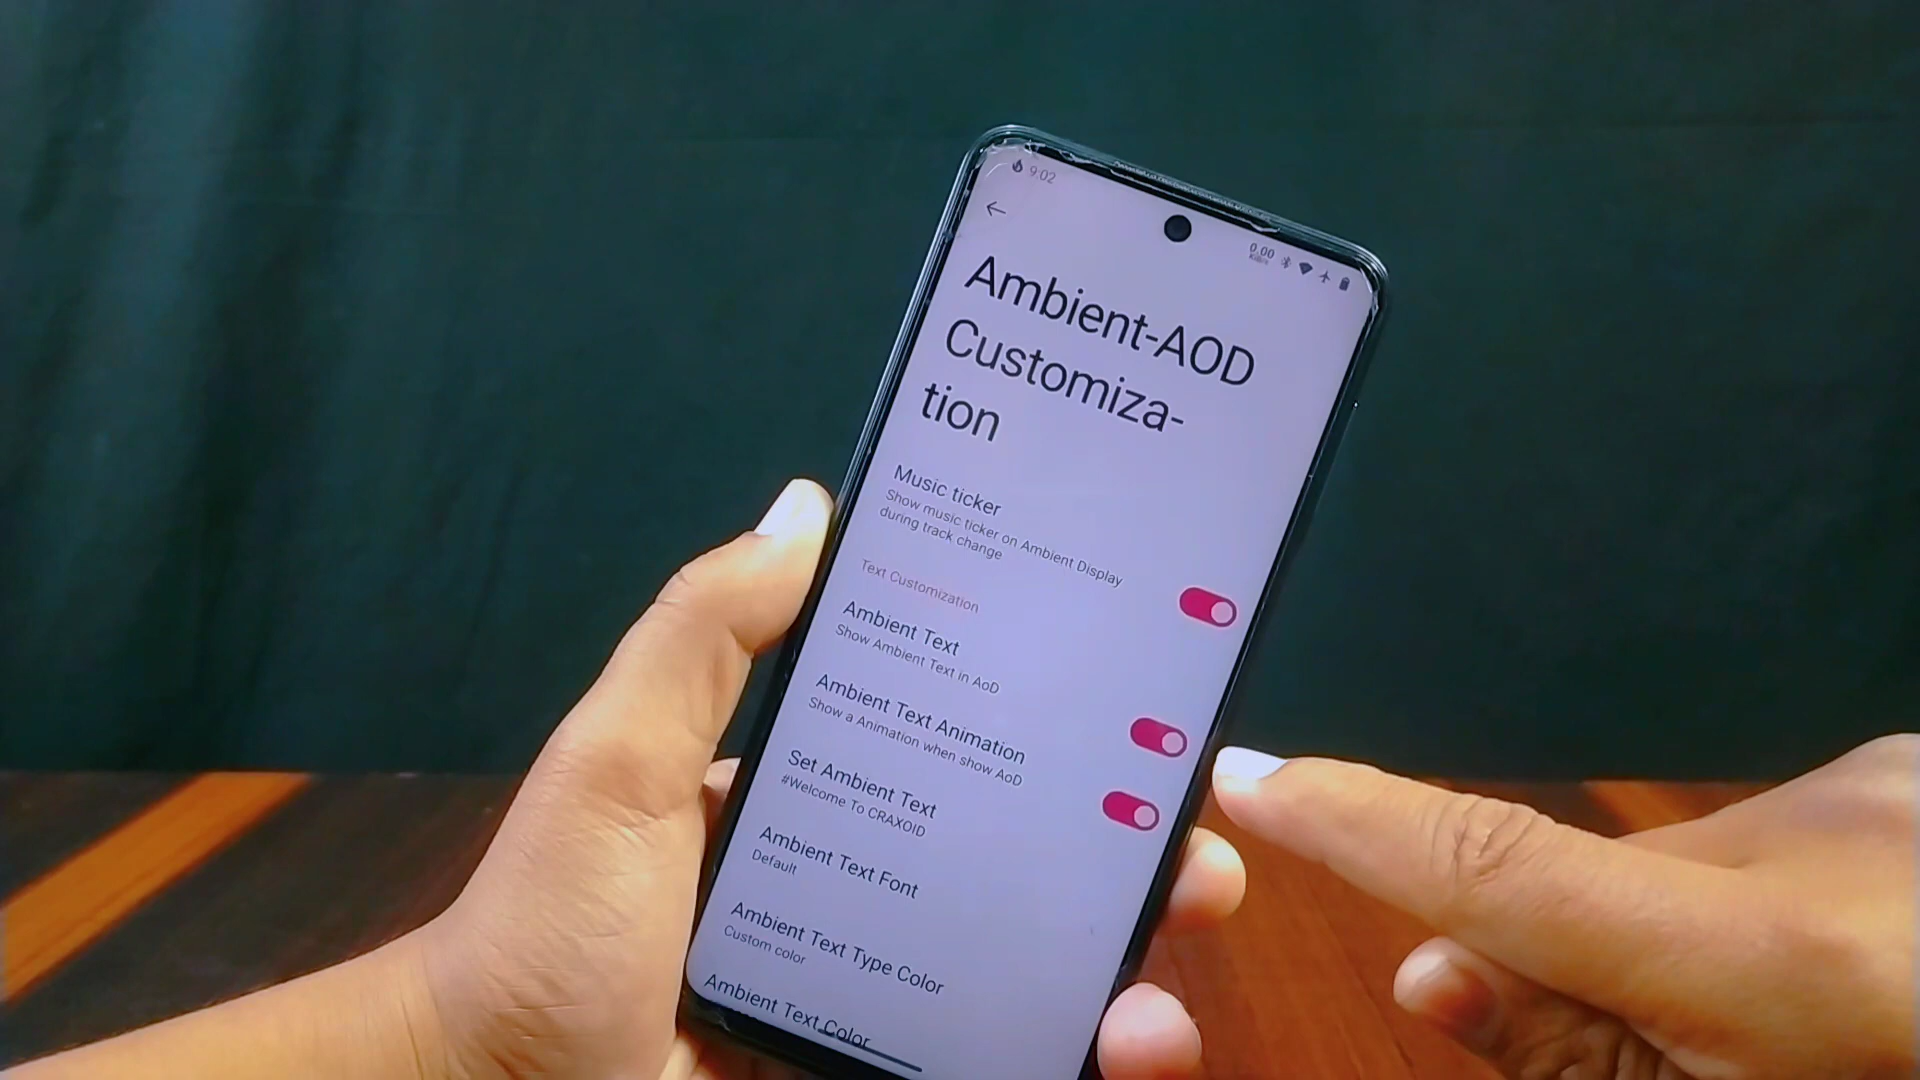 9:02
0.00
Ambient-AOD
Customiza-
tion
Music ticker
Show music ticker on Ambient Display
during track change
Text Customization
Ambient Text
Show Ambient Text in AoD
Ambient Text Animation
Show a Animation when show AoD
Set Ambient Text
#Welcome To CRAXOID
Ambient Text Font
Default
Ambient Text Type Color
Custom color
Ambient Text Color